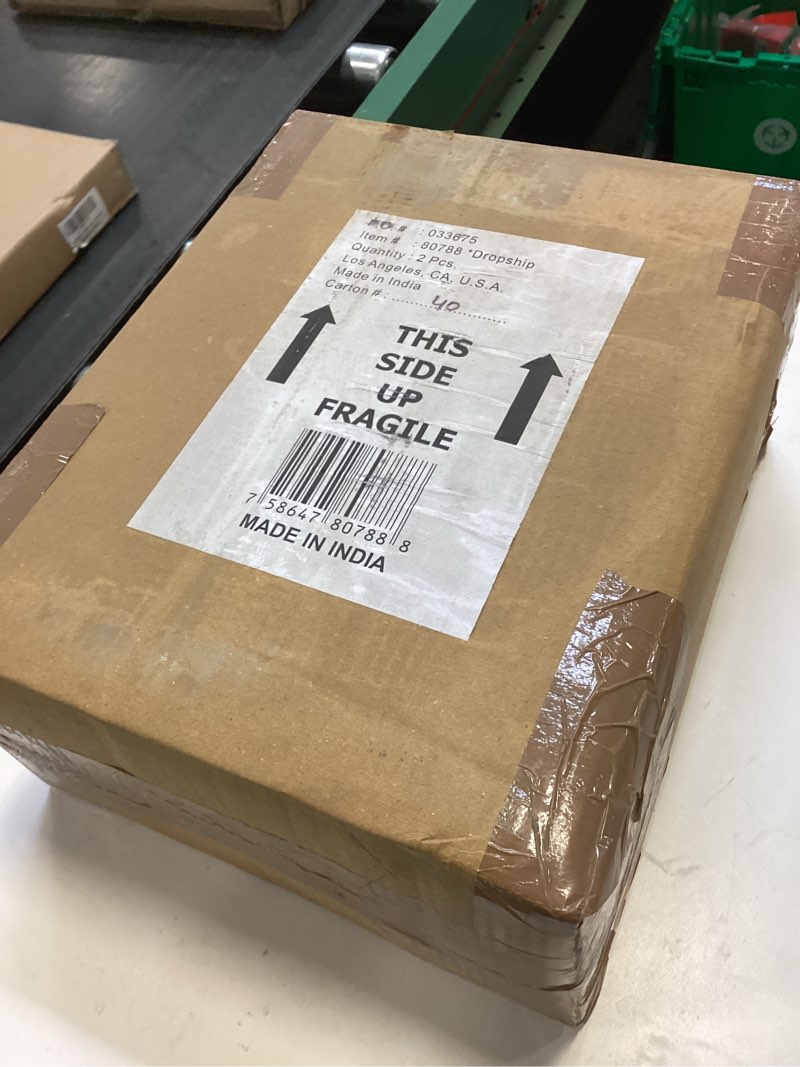 P.O # : 033675
Item # : 80788 *Dropship
Quantity : 2 Pcs.
Los Angeles, CA, U.S.A.
Made in India
Carton # : .......40............
THIS
SIDE
UP
FRAGILE
7 58647 80788 8
MADE IN INDIA